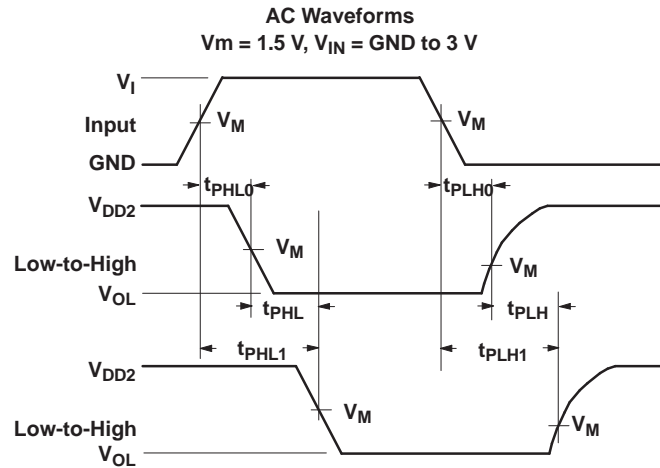 AC Waveforms
Vm = 1.5 V, VIN = GND to 3 V
VI
Input
VM
VM
GND
tPHL0
tPLH0
VDD2
Low-to-High
VM
VM
VOL
tPHL
tPLH
tPHL1
tPLH1
VDD2
Low-to-High
VM
VM
VOL